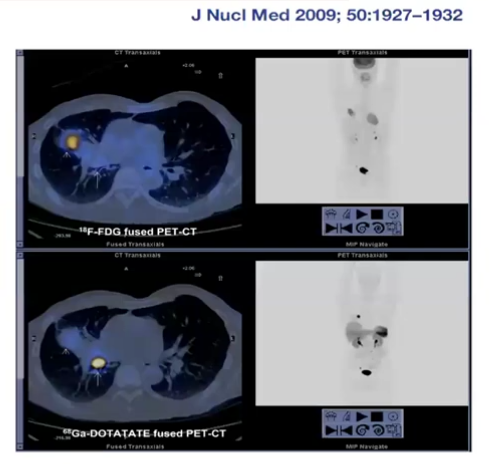 J Nucl Med 2009; 50:1927–1932
CT Transaxials
PET Transaxials
A
18F-FDG fused PET-CT
Fused Transaxials
MIP Navigate
CT Transaxials
PET Transaxials
A
68Ga-DOTATATE fused PET-CT
Fused Transaxials
MIP Navigate